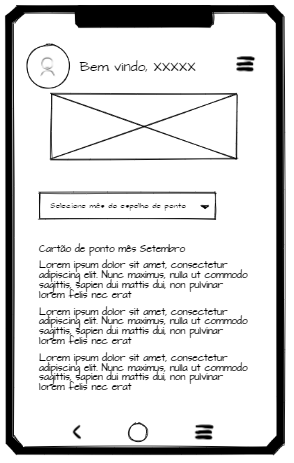 Bem vindo, XXXXX
Selecione mês do espelho de ponto
Cartão de ponto mês Setembro
Lorem ipsum dolor sit amet, consectetur
adipiscing elit. Nunc maximus, nulla ut commodo
sagittis, sapien dui mattis dui, non pulvinar
lorem felis nec erat
Lorem ipsum dolor sit amet, consectetur
adipiscing elit. Nunc maximus, nulla ut commodo
sagittis, sapien dui mattis dui, non pulvinar
lorem felis nec erat
Lorem ipsum dolor sit amet, consectetur
adipiscing elit. Nunc maximus, nulla ut commodo
sagittis, sapien dui mattis dui, non pulvinar
lorem felis nec erat